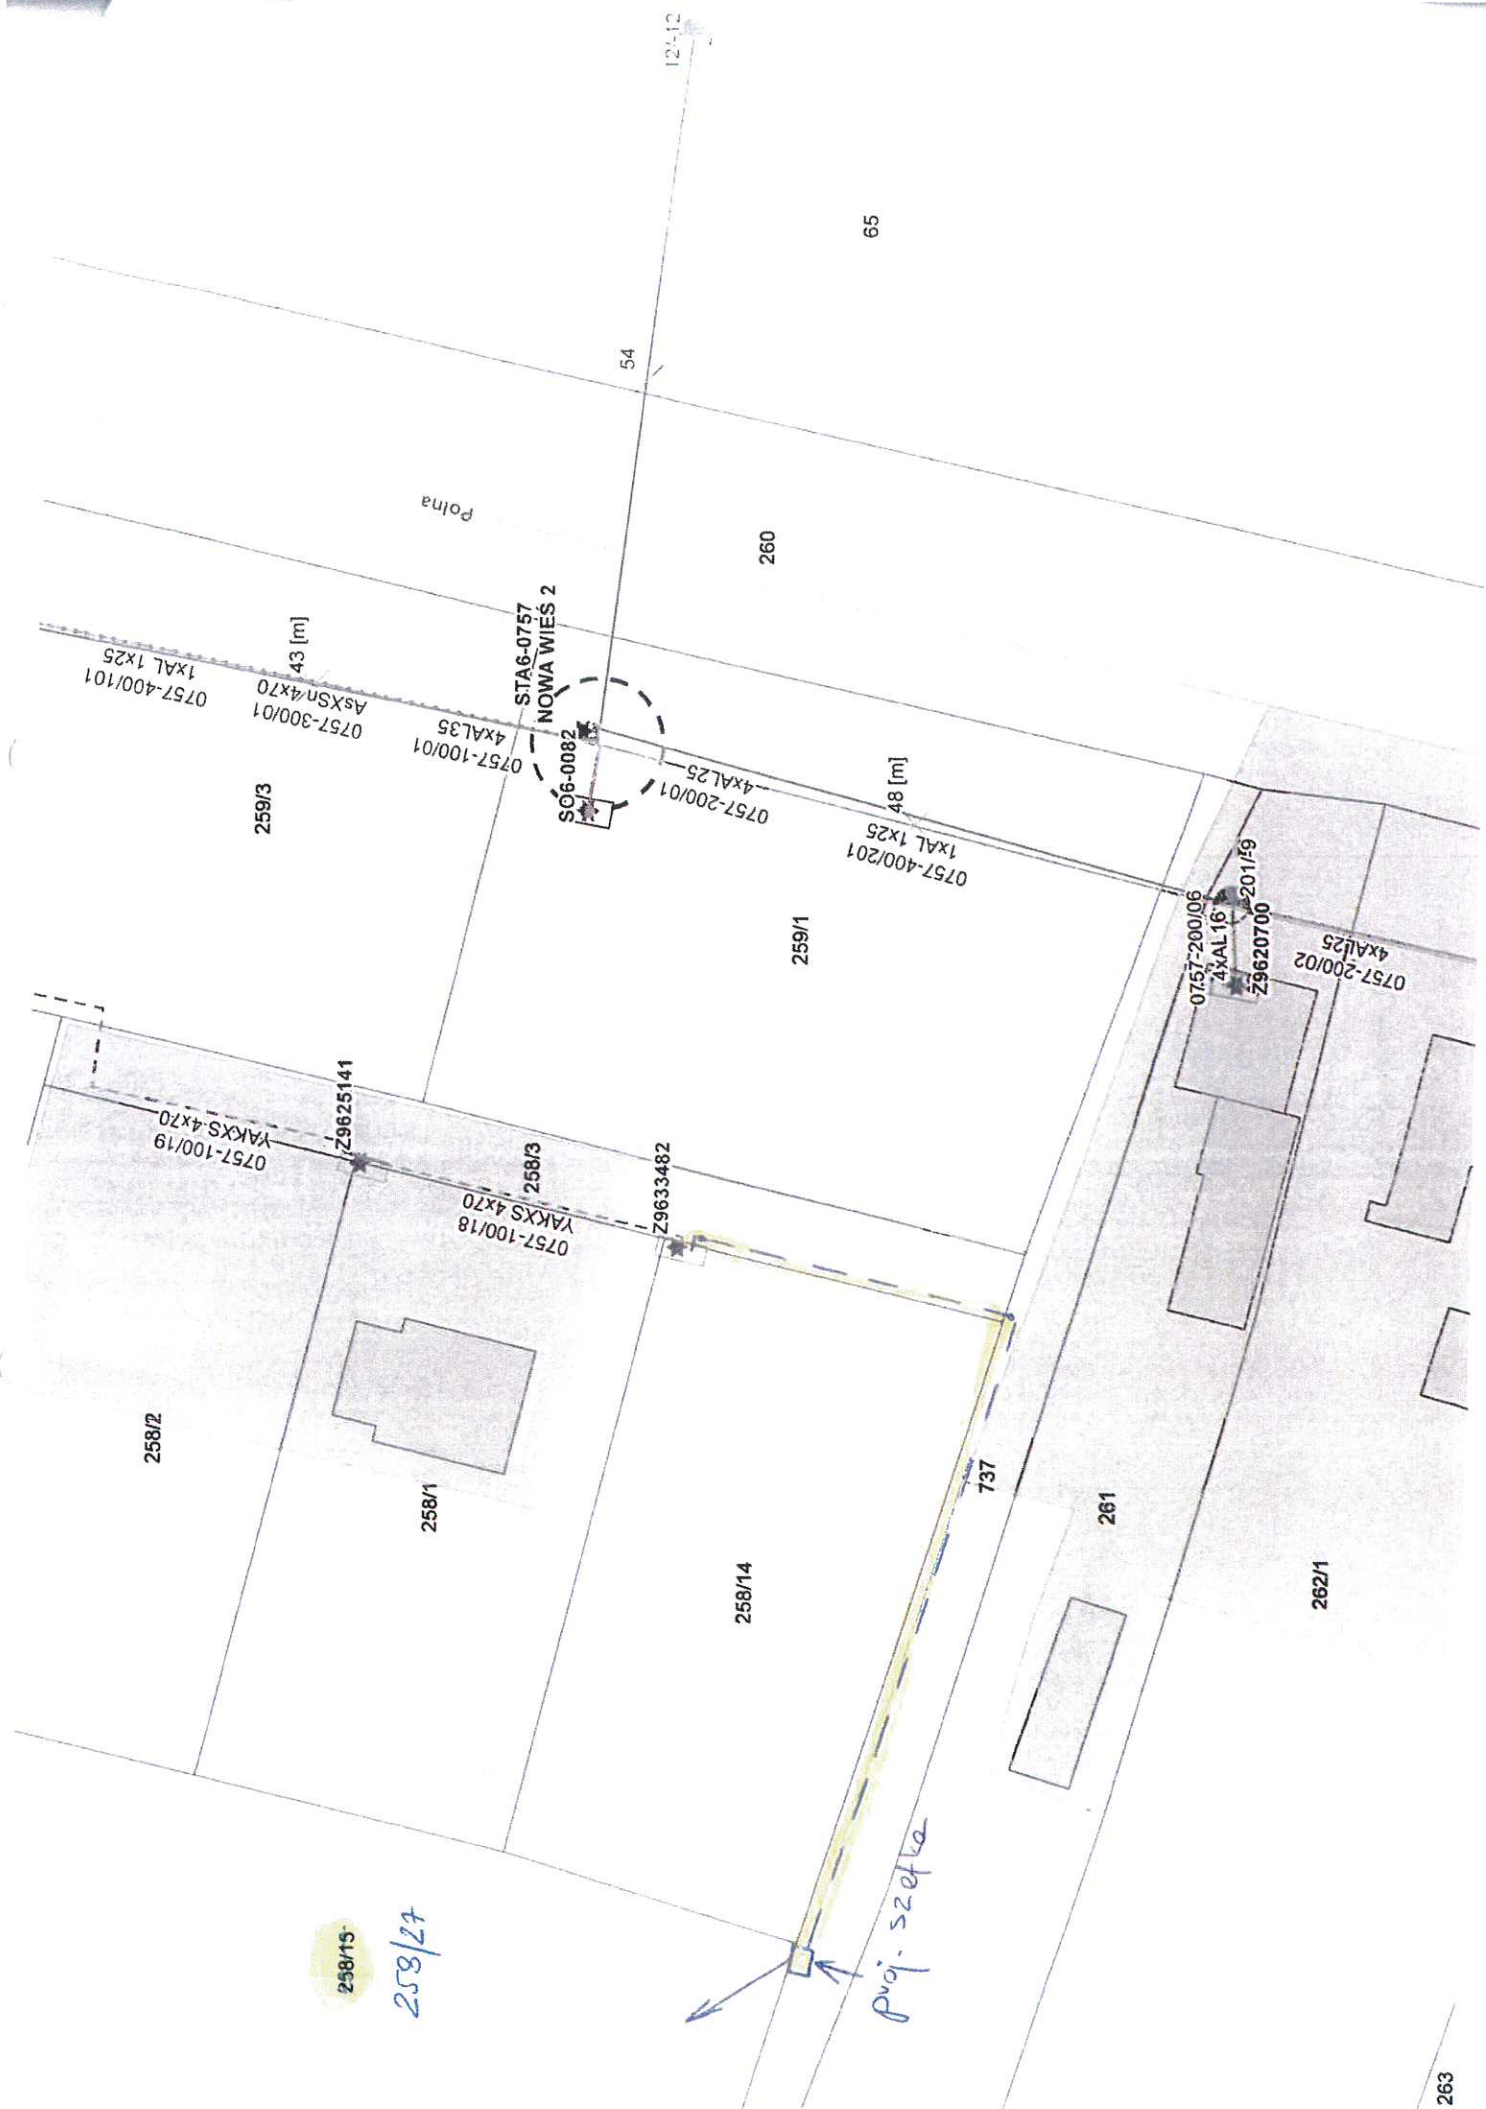 12-12
65
54
Polna
260
43 [m]
0757-400/101
1xAL 1x25
0757-300/01
AsXSn 4x70
0757-100/01
4xAL35
STA6-0757
NOWA WIEŚ 2
SO6-0082
0757-200/01
4xAL25
48 [m]
0757-400/201
1xAL 1x25
259/3
259/1
0757-200/06
4xAL16
201/-9
Z9620700
0757-200/02
4xAL25
0757-100/19
YAKXS 4x70
Z9625141
258/3
0757-100/18
YAKXS 4x70
Z9633482
258/2
258/1
258/14
737
261
262/1
258/15
258/27
proj. szafka
263